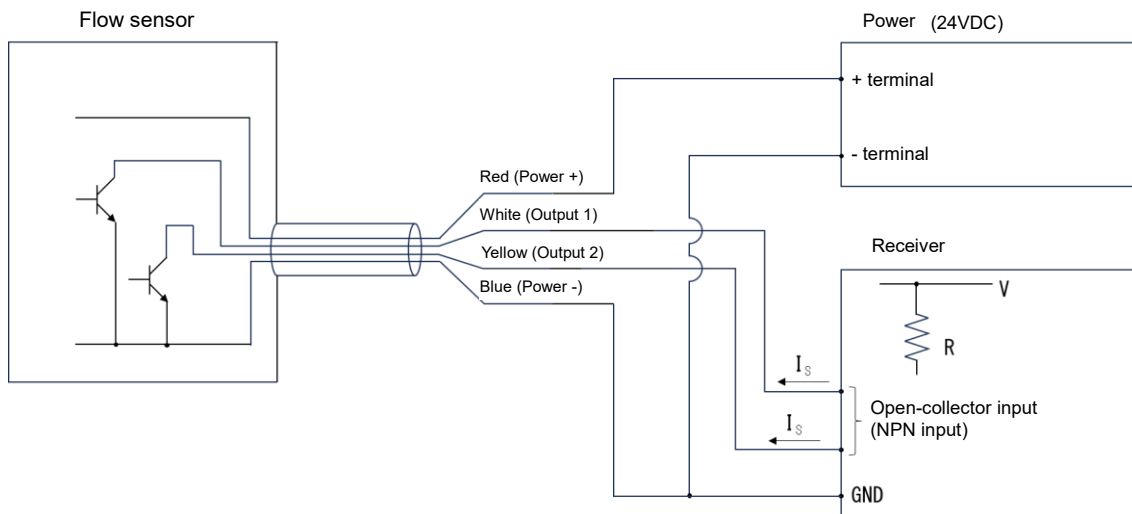 Flow sensor
Power (24VDC)
+ terminal
- terminal
Red (Power +)
White (Output 1)
Yellow (Output 2)
Blue (Power -)
Receiver
V
R
IS
IS
Open-collector input
(NPN input)
GND